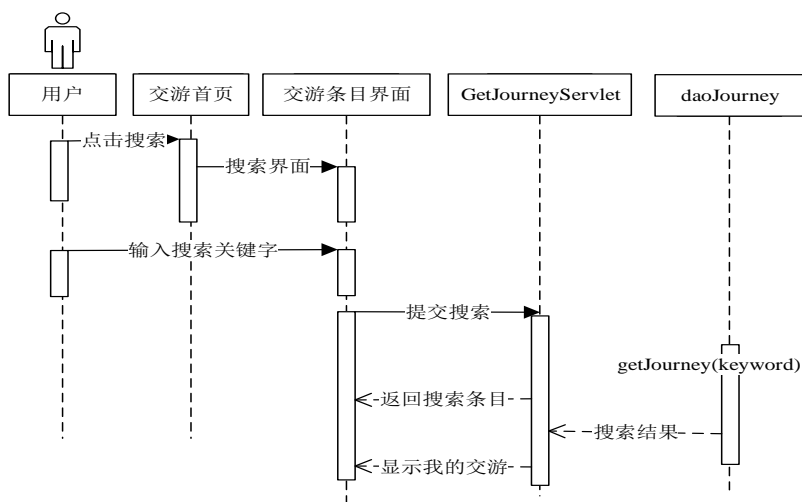 用户
交游首页
交游条目界面
GetJourneyServlet
daoJourney
点击搜索
搜索界面
输入搜索关键字
提交搜索
getJourney(keyword)
返回搜索条目
搜索结果
显示我的交游